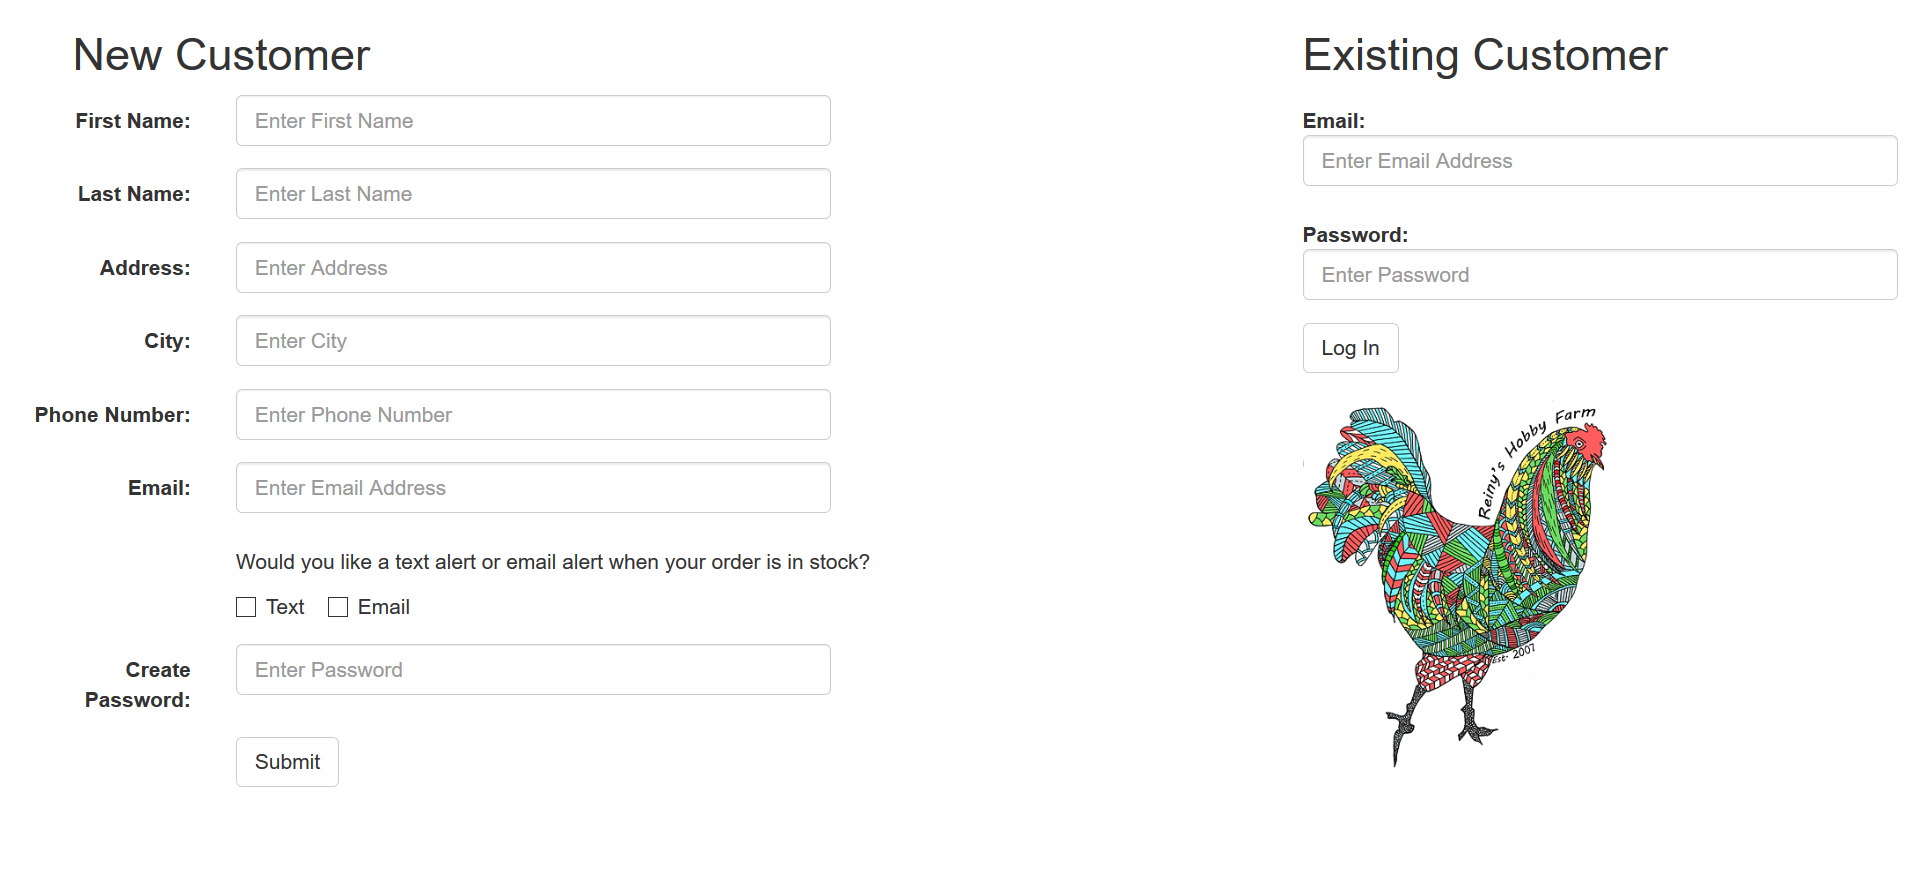 New Customer
First Name:
Enter First Name
Last Name:
Enter Last Name
Address:
Enter Address
City:
Enter City
Phone Number:
Enter Phone Number
Email:
Enter Email Address
Would you like a text alert or email alert when your order is in stock?
Text Email
Create
Password:
Enter Password
Submit
Existing Customer
Email:
Enter Email Address
Password:
Enter Password
Log In
Reiny's Hobby Farm
Est. 2007